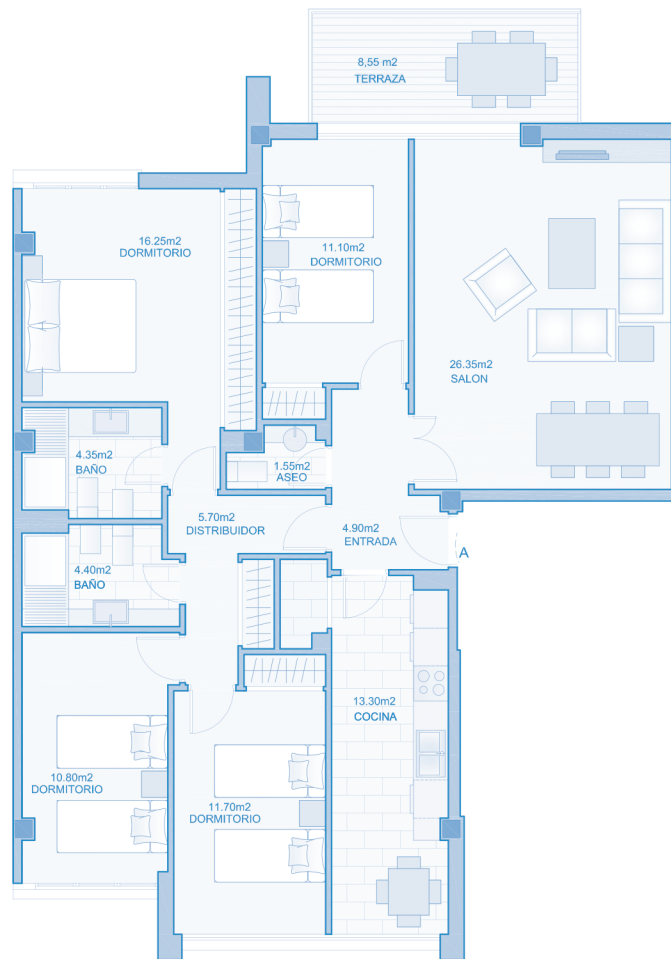 8,55 m2
TERRAZA
16.25m2
DORMITORIO
11.10m2
DORMITORIO
26.35m2
SALON
4.35m2
BAÑO
1.55m2
ASEO
5.70m2
DISTRIBUIDOR
4.90m2
ENTRADA
A
4.40m2
BAÑO
13.30m2
COCINA
10.80m2
DORMITORIO
11.70m2
DORMITORIO